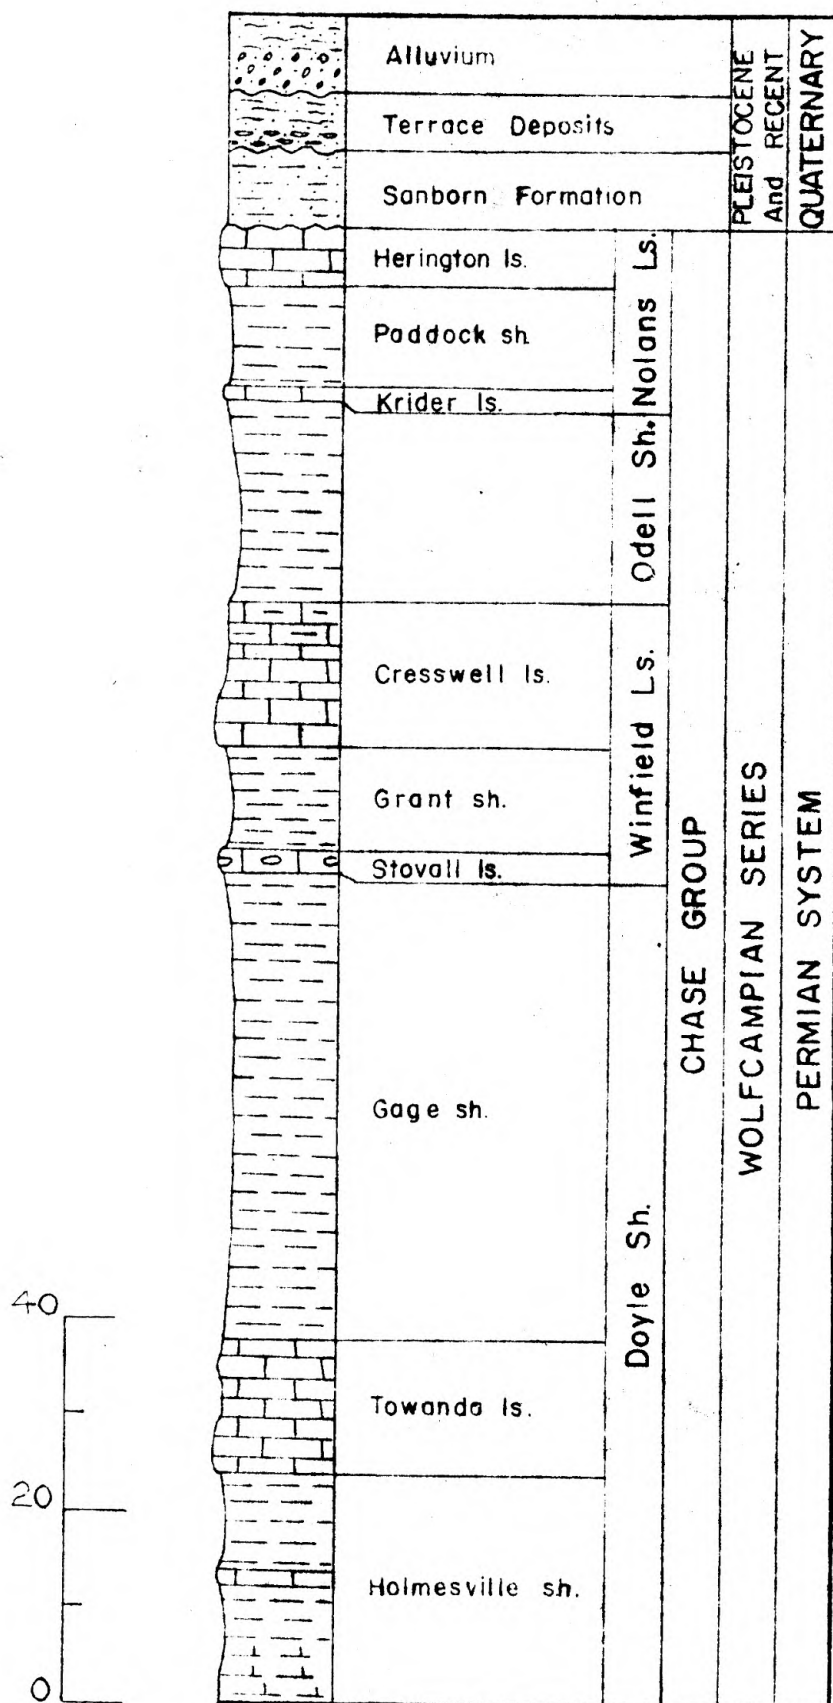 Alluvium
Terrace Deposits
Sanborn Formation
Herington ls.
Paddock sh.
Krider ls.
Cresswell ls.
Grant sh.
Stovall ls.
Gage sh.
Towanda ls.
Holmesville sh.
Nolans Ls.
Odell Sh.
Winfield Ls.
Doyle Sh.
CHASE GROUP
PLEISTOCENE
And RECENT
WOLFCAMPIAN SERIES
QUATERNARY
PERMIAN SYSTEM
40
20
0